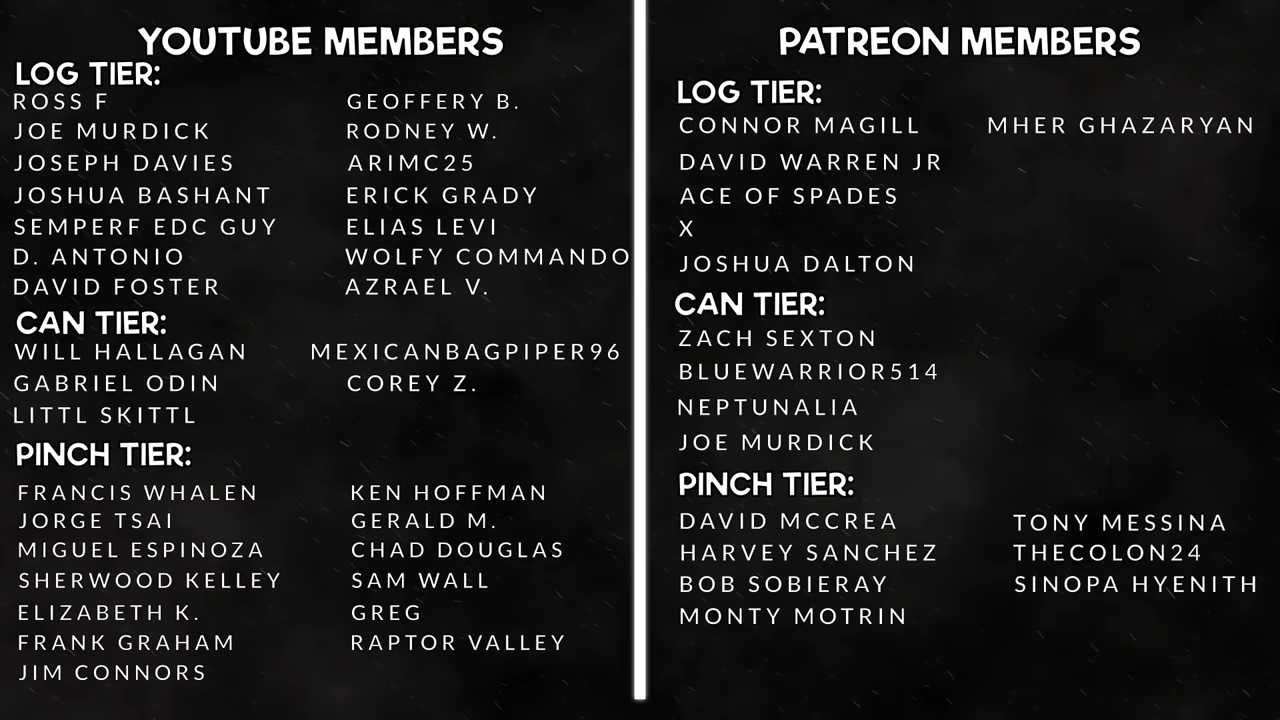 YOUTUBE MEMBERS
LOG TIER:
ROSS F
JOE MURDICK
JOSEPH DAVIES
JOSHUA BASHANT
SEMPERF EDC GUY
D. ANTONIO
DAVID FOSTER
GEOFFERY B.
RODNEY W.
ARIMC25
ERICK GRADY
ELIAS LEVI
WOLFY COMMANDO
AZRAEL V.
CAN TIER:
WILL HALLAGAN
GABRIEL ODIN
LITTL SKITTL
MEXICANBAGPIPER96
COREY Z.
PINCH TIER:
FRANCIS WHALEN
JORGE TSAI
MIGUEL ESPINOZA
SHERWOOD KELLEY
ELIZABETH K.
FRANK GRAHAM
JIM CONNORS
KEN HOFFMAN
GERALD M.
CHAD DOUGLAS
SAM WALL
GREG
RAPTOR VALLEY
PATREON MEMBERS
LOG TIER:
CONNOR MAGILL
DAVID WARREN JR
ACE OF SPADES
X
JOSHUA DALTON
MHER GHAZARYAN
CAN TIER:
ZACH SEXTON
BLUEWARRIOR514
NEPTUNALIA
JOE MURDICK
PINCH TIER:
DAVID MCCREA
HARVEY SANCHEZ
BOB SOBIERAY
MONTY MOTRIN
TONY MESSINA
THECOLON24
SINOPA HYENITH